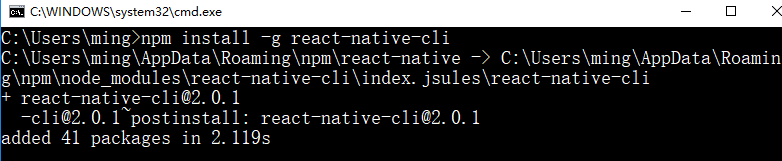 C:\WINDOWS\system32\cmd.exe
C:\Users\ming>npm install -g react-native-cli
C:\Users\ming\AppData\Roaming\npm\react-native -> C:\Users\ming\AppData\Roamin
g\npm\node_modules\react-native-cli\index.jsules\react-native-cli
+ react-native-cli@2.0.1
-cli@2.0.1~postinstall: react-native-cli@2.0.1
added 41 packages in 2.119s